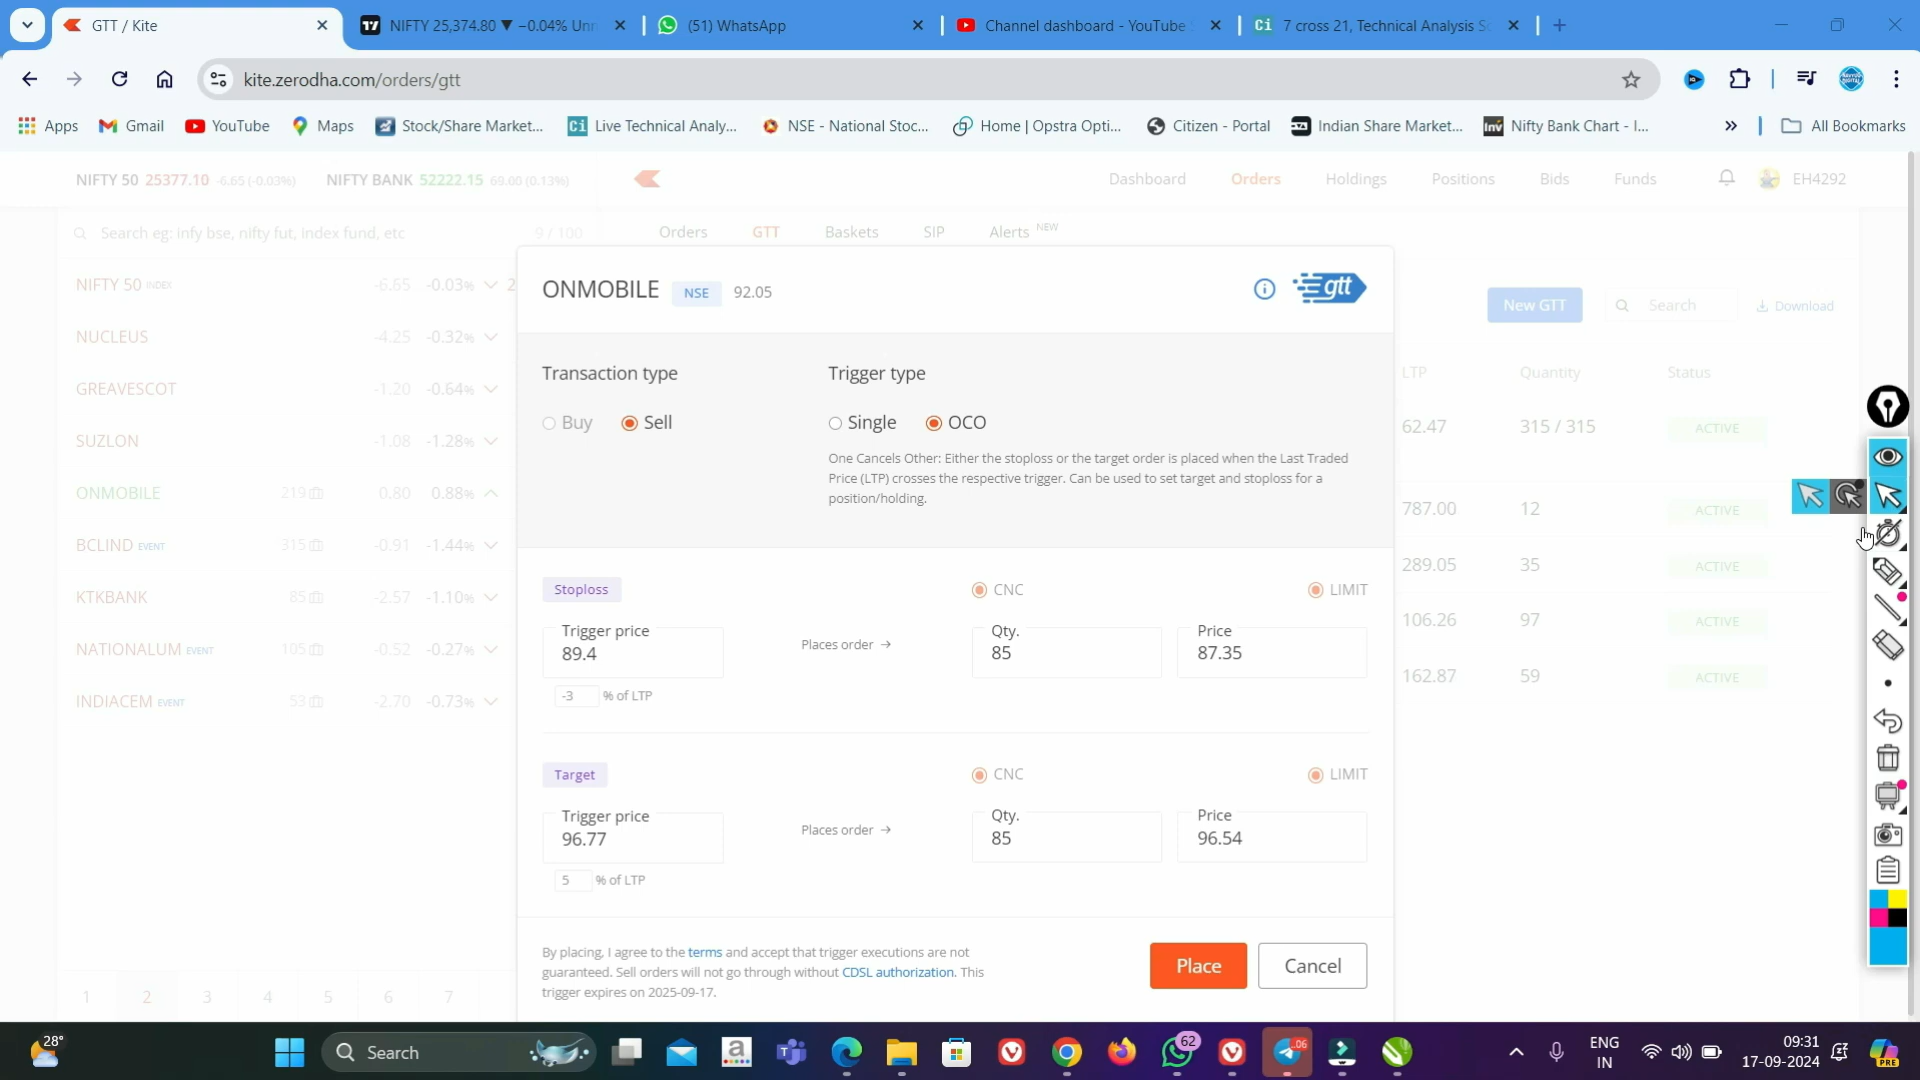 GTT / Kite
NIFTY 25,374.80 ▼ −0.04% Unn
(51) WhatsApp
Channel dashboard - YouTube S
7 cross 21, Technical Analysis Sc
kite.zerodha.com/orders/gtt
Apps
Gmail
YouTube
Maps
Stock/Share Market...
Live Technical Analy...
NSE - National Stoc...
Home | Opstra Opti...
Citizen - Portal
Indian Share Market...
Nifty Bank Chart - I...
All Bookmarks
NIFTY 50 25377.10 -6.65 (-0.03%)
NIFTY BANK 52222.15 69.00 (0.13%)
Dashboard
Orders
Holdings
Positions
Bids
Funds
EH4292
Search eg: infy bse, nifty fut, index fund, etc
9 / 100
Orders
GTT
Baskets
SIP
Alerts NEW
NIFTY 50 INDEX -6.65 -0.03% 2
NUCLEUS -4.25 -0.32%
GREAVESCOT -1.20 -0.64%
SUZLON -1.08 -1.28%
ONMOBILE 219 0.80 0.88%
BCLIND EVENT 315 -0.91 -1.44%
KTKBANK 85 -2.57 -1.10%
NATIONALUM EVENT 105 -0.52 -0.27%
INDIACEM EVENT 53 -2.70 -0.73%
1 2 3 4 5 6 7
ONMOBILE NSE 92.05
gtt
Transaction type
Buy
Sell
Trigger type
Single
OCO
One Cancels Other: Either the stoploss or the target order is placed when the Last Traded
Price (LTP) crosses the respective trigger. Can be used to set target and stoploss for a
position/holding.
Stoploss
CNC
LIMIT
Trigger price
89.4
Places order →
Qty.
85
Price
87.35
-3 % of LTP
Target
CNC
LIMIT
Trigger price
96.77
Places order →
Qty.
85
Price
96.54
5 % of LTP
By placing, I agree to the terms and accept that trigger executions are not
guaranteed. Sell orders will not go through without CDSL authorization. This
trigger expires on 2025-09-17.
Place
Cancel
New GTT
Search
Download
LTP Quantity Status
62.47 315 / 315 ACTIVE
787.00 12 ACTIVE
289.05 35 ACTIVE
106.26 97 ACTIVE
162.87 59 ACTIVE
28°
Search
62
.06
ENG
IN
09:31
17-09-2024
PRE